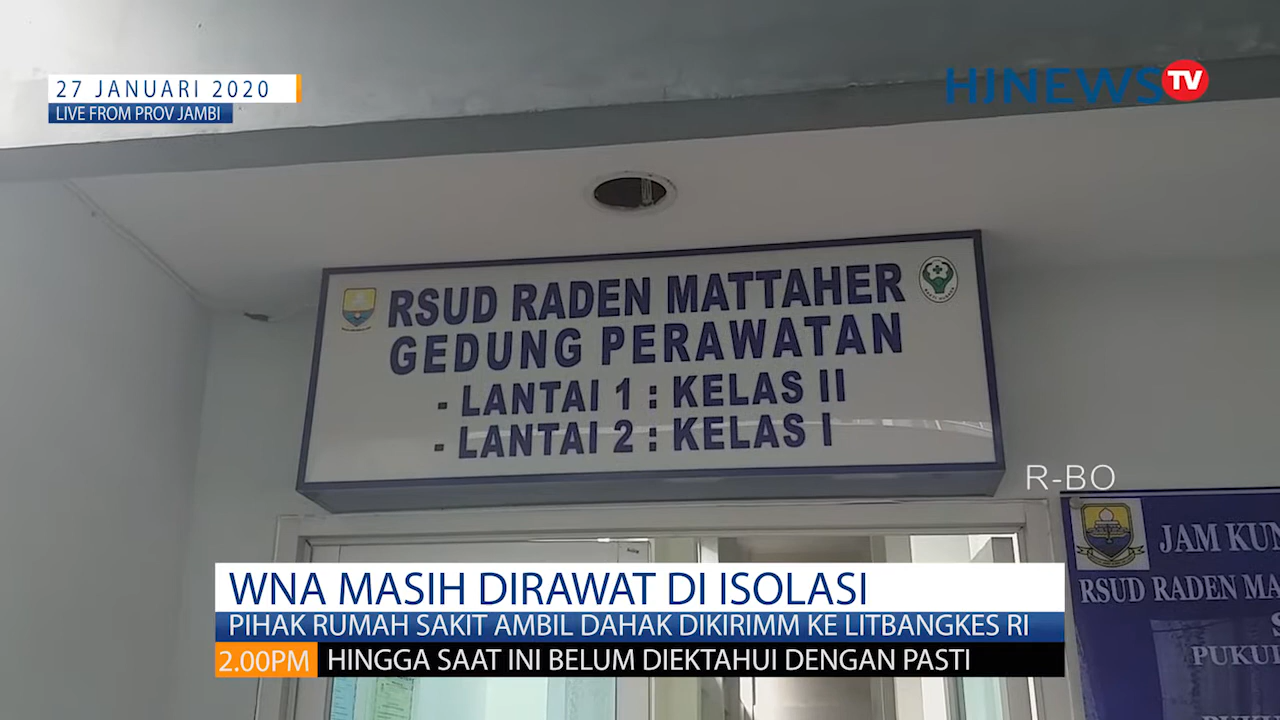 27 JANUARI 2020
LIVE FROM PROV JAMBI
HJNEWS TV
RSUD RADEN MATTAHER
GEDUNG PERAWATAN
- LANTAI 1 : KELAS II
- LANTAI 2 : KELAS I
R-BO
JAM KUN
RSUD RADEN MA
PUKUL
WNA MASIH DIRAWAT DI ISOLASI
PIHAK RUMAH SAKIT AMBIL DAHAK DIKIRIMM KE LITBANGKES RI
2.00PM HINGGA SAAT INI BELUM DIEKTAHUI DENGAN PASTI